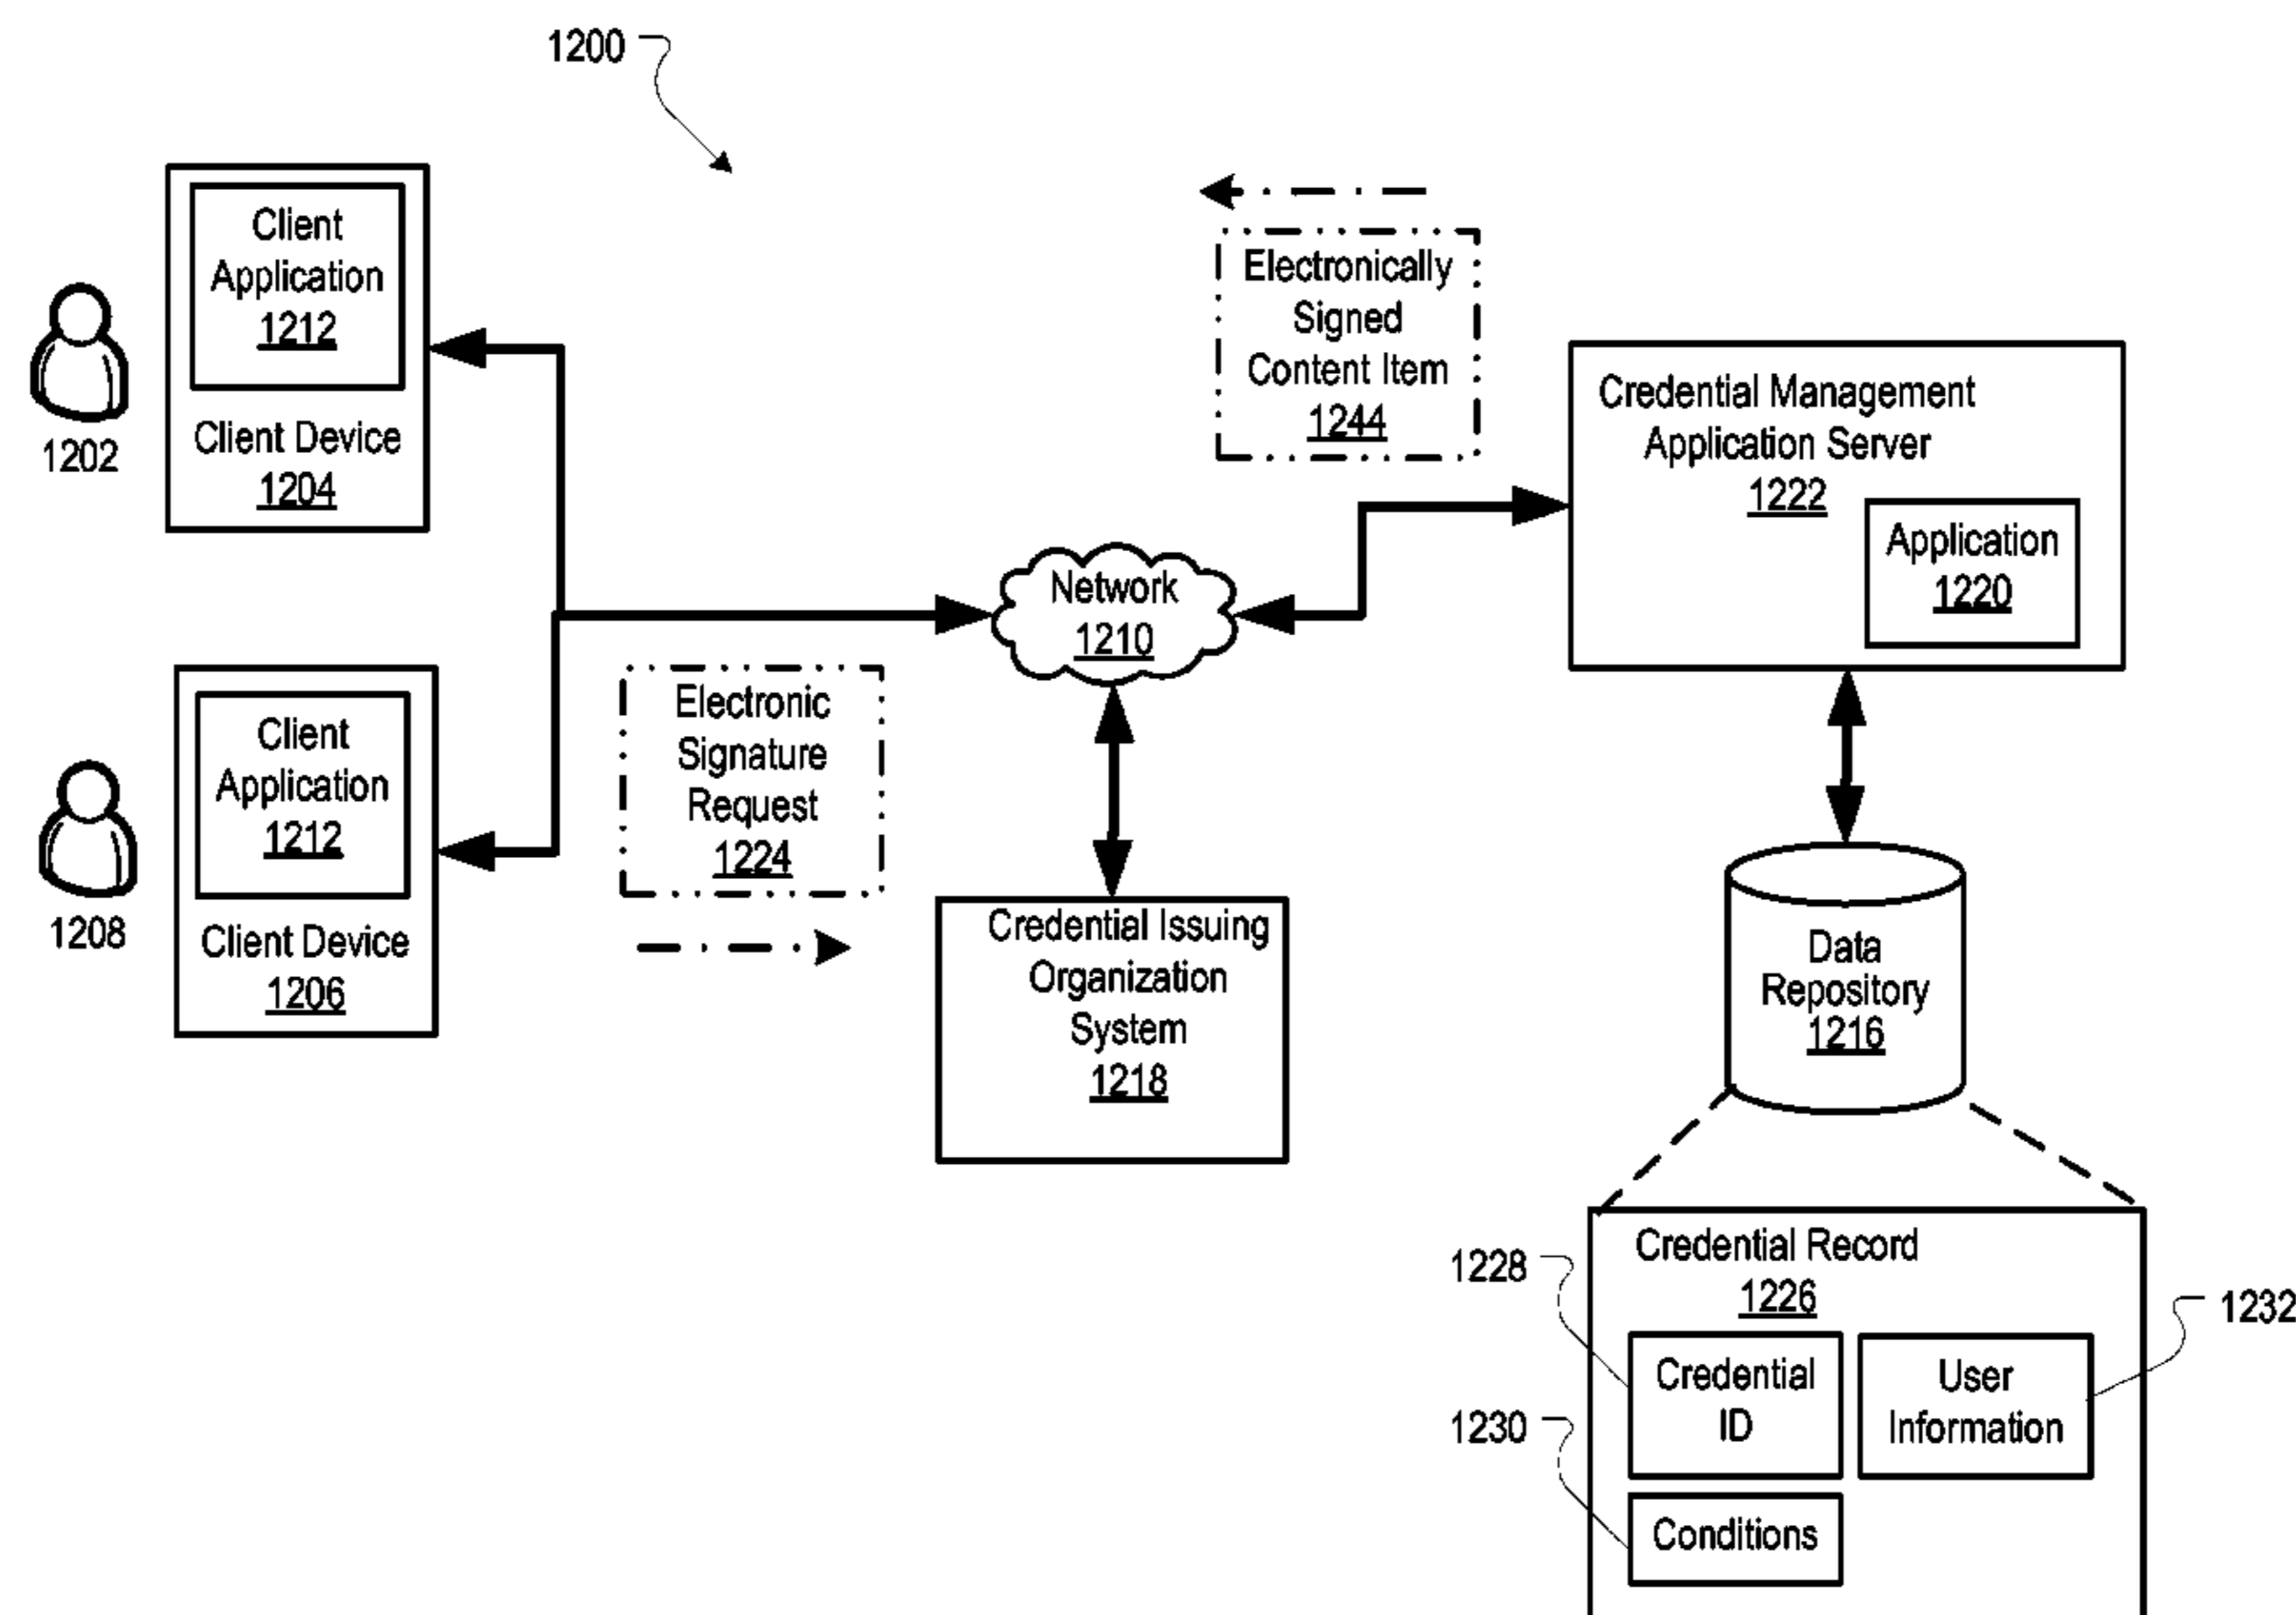 1200
Client
Application
1212
Client Device
1204
1202
Client
Application
1212
Client Device
1206
1208
Electronic
Signature
Request
1224
Network
1210
Credential Issuing
Organization
System
1218
Electronically
Signed
Content Item
1244
Credential Management
Application Server
1222
Application
1220
Data
Repository
1216
Credential Record
1226
1228
Credential
ID
User
Information
1232
1230
Conditions